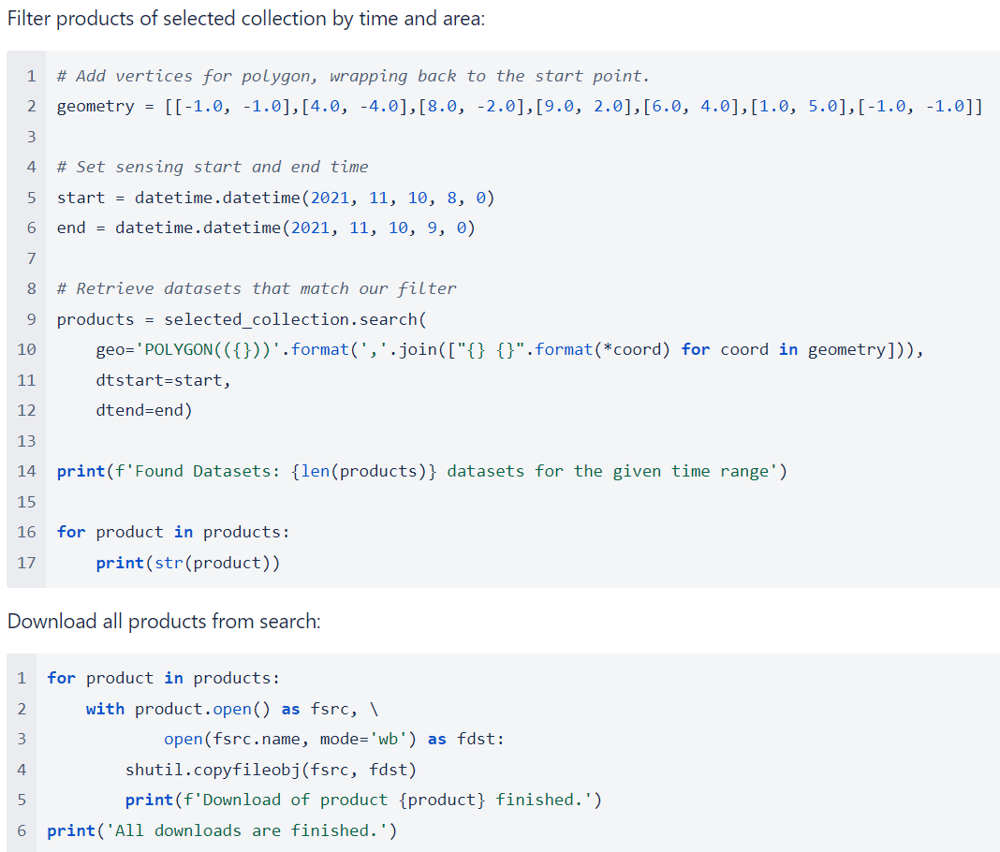 Filter products of selected collection by time and area:
1 # Add vertices for polygon, wrapping back to the start point.
2 geometry = [[-1.0, -1.0],[4.0, -4.0],[8.0, -2.0],[9.0, 2.0],[6.0, 4.0],[1.0, 5.0],[-1.0, -1.0]]
3
4 # Set sensing start and end time
5 start = datetime.datetime(2021, 11, 10, 8, 0)
6 end = datetime.datetime(2021, 11, 10, 9, 0)
7
8 # Retrieve datasets that match our filter
9 products = selected_collection.search(
10     geo='POLYGON(({}))'.format(','.join(["{} {}".format(*coord) for coord in geometry])),
11     dtstart=start,
12     dtend=end)
13
14 print(f'Found Datasets: {len(products)} datasets for the given time range')
15
16 for product in products:
17     print(str(product))
Download all products from search:
1 for product in products:
2     with product.open() as fsrc, \
3             open(fsrc.name, mode='wb') as fdst:
4         shutil.copyfileobj(fsrc, fdst)
5         print(f'Download of product {product} finished.')
6 print('All downloads are finished.')